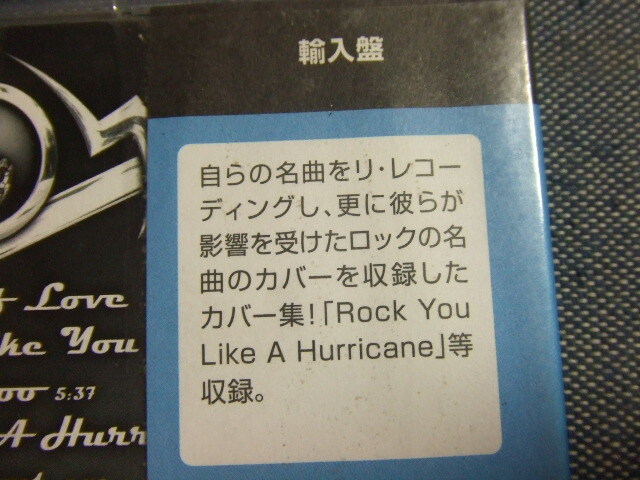 輸入盤
自らの名曲をリ・レコー
ディングし、更に彼らが
影響を受けたロックの名
曲のカバーを収録した
カバー集!「Rock You
Like A Hurricane」等
収録。
Love
ke You
oo 5:37
A Hurr